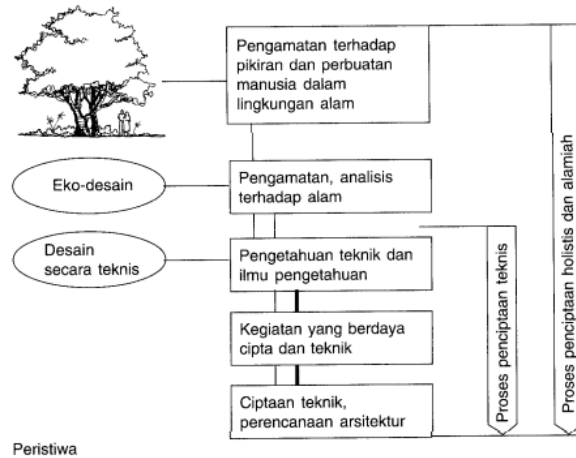 Pengamatan terhadap
pikiran dan perbuatan
manusia dalam
lingkungan alam
Eko-desain
Pengamatan, analisis
terhadap alam
Desain
secara teknis
Pengetahuan teknik dan
ilmu pengetahuan
Kegiatan yang berdaya
cipta dan teknik
Ciptaan teknik,
perencanaan arsitektur
Proses penciptaan teknis
Proses penciptaan holistis dan alamiah
Peristiwa